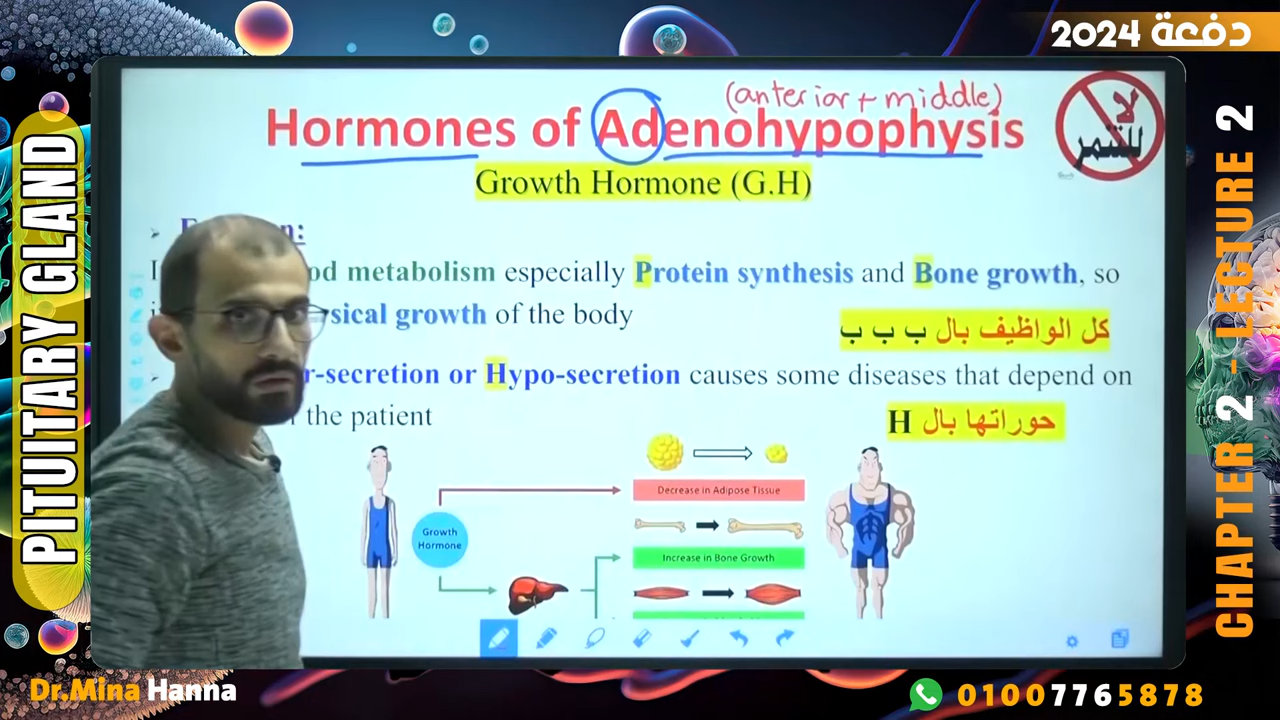 دفعة 2024
(anterior + middle)
Hormones of Adenohypophysis
لا
للتنمر
Growth Hormone (G.H)
od metabolism especially Protein synthesis and Bone growth, so
sical growth of the body
كل الواظيف بال ب ب ب
r-secretion or Hypo-secretion causes some diseases that depend on
the patient
حوراتها بال H
Decrease in Adipose Tissue
Growth
Hormone
Increase in Bone Growth
PITUITARY GLAND
CHAPTER 2 - LECTURE 2
Dr.Mina Hanna
01007765878